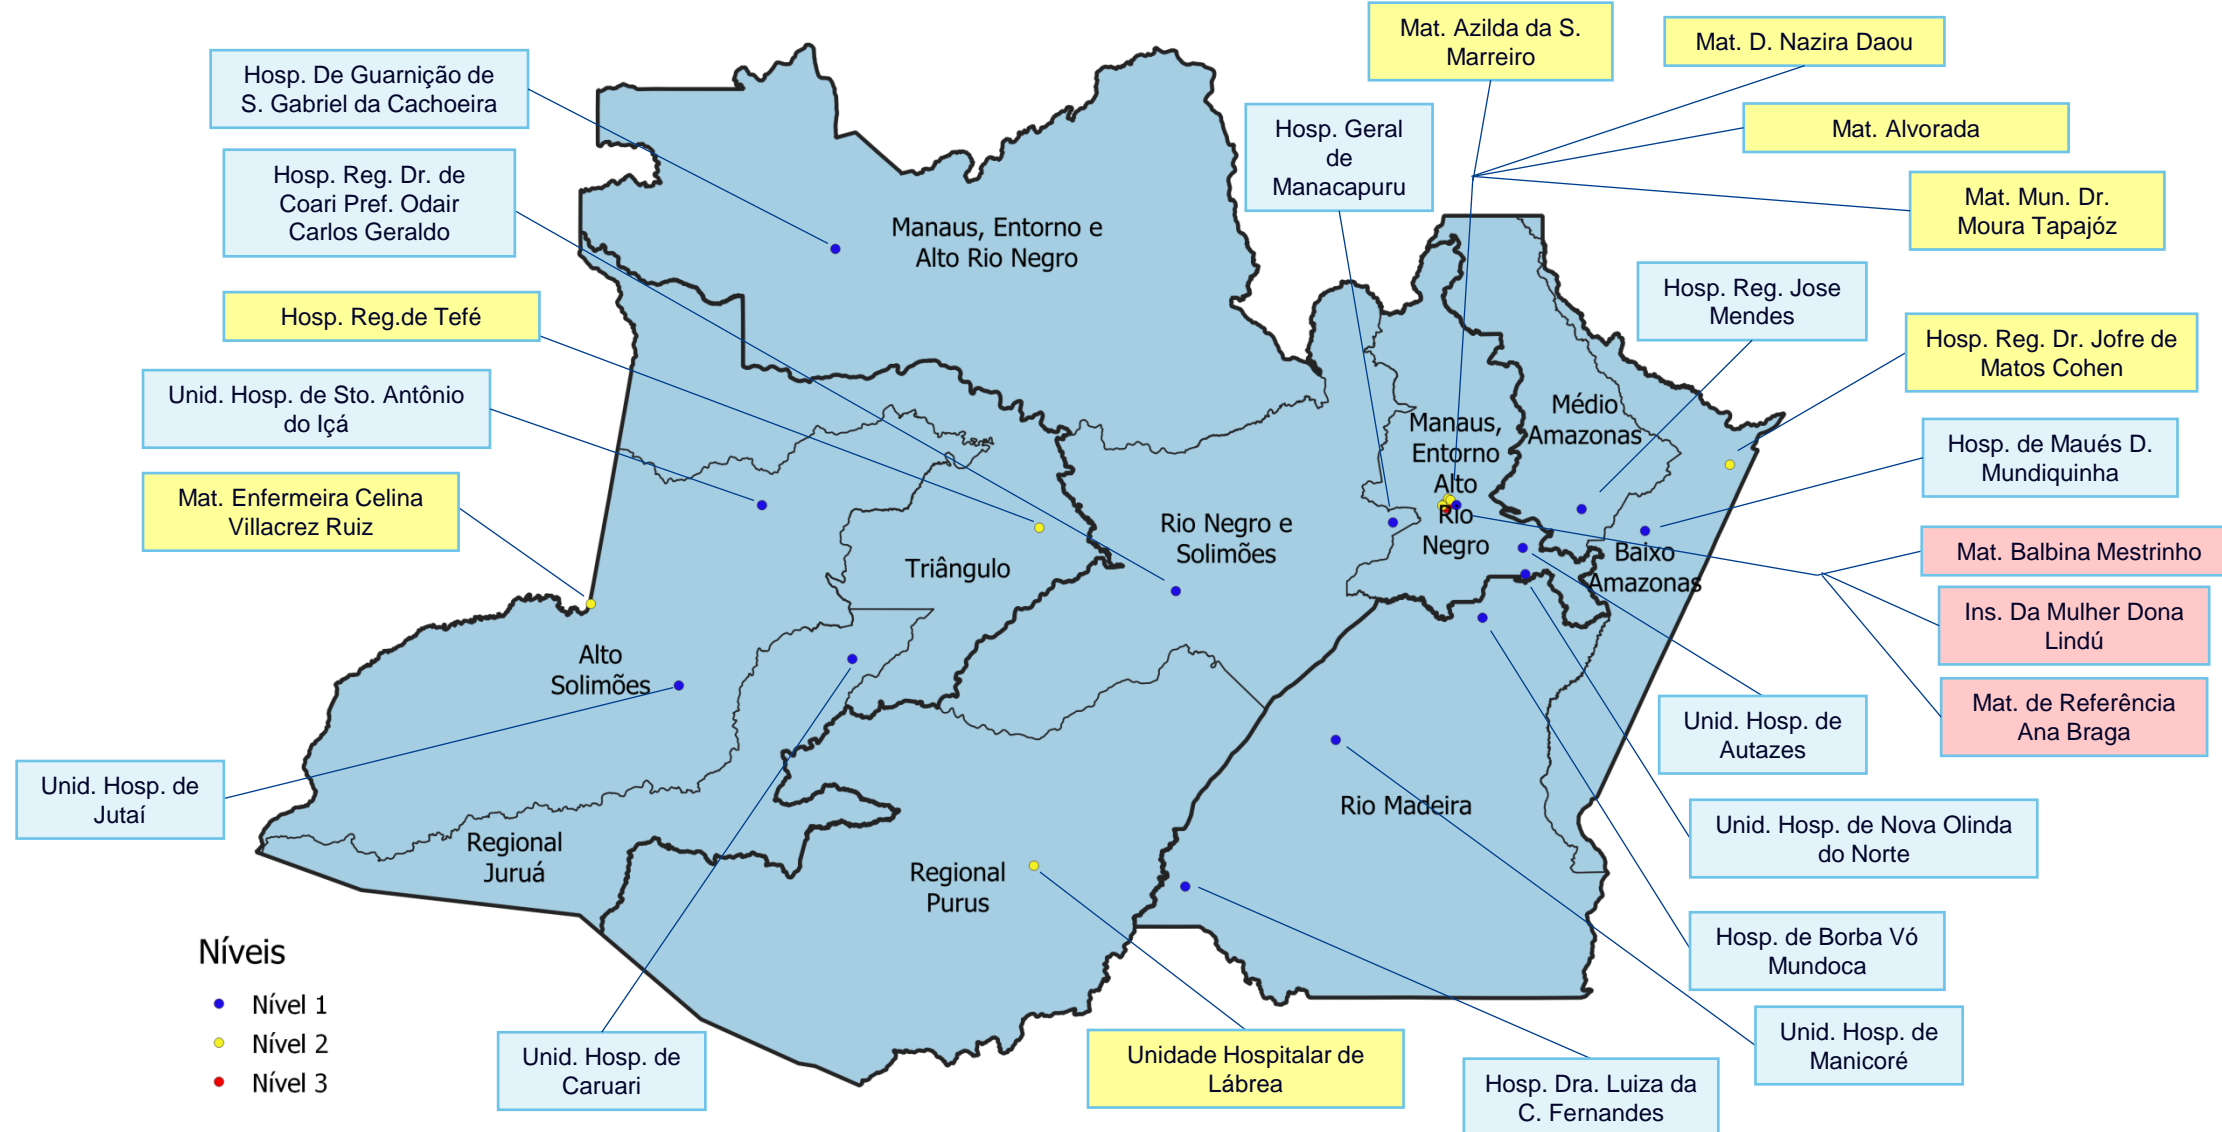 Mat. Azilda da S.
Marreiro
Mat. D. Nazira Daou
Hosp. De Guarnição de
S. Gabriel da Cachoeira
Hosp. Geral
de
Manacapuru
Mat. Alvorada
Hosp. Reg. Dr. de
Coari Pref. Odair
Carlos Geraldo
Mat. Mun. Dr.
Moura Tapajóz
Manaus, Entorno e
Alto Rio Negro
Hosp. Reg. Jose
Mendes
Hosp. Reg.de Tefé
Hosp. Reg. Dr. Jofre de
Matos Cohen
Unid. Hosp. de Sto. Antônio
do Içá
Médio
Amazonas
Manaus,
Entorno
Alto
Rio
Negro
Hosp. de Maués D.
Mundiquinha
Mat. Enfermeira Celina
Villacrez Ruiz
Rio Negro e
Solimões
Triângulo
Baixo
Amazonas
Mat. Balbina Mestrinho
Ins. Da Mulher Dona
Lindú
Alto
Solimões
Mat. de Referência
Ana Braga
Unid. Hosp. de
Autazes
Unid. Hosp. de
Jutaí
Rio Madeira
Unid. Hosp. de Nova Olinda
do Norte
Regional
Juruá
Regional
Purus
Hosp. de Borba Vó
Mundoca
Níveis
Nível 1
Nível 2
Nível 3
Unid. Hosp. de
Caruari
Unidade Hospitalar de
Lábrea
Unid. Hosp. de
Manicoré
Hosp. Dra. Luiza da
C. Fernandes